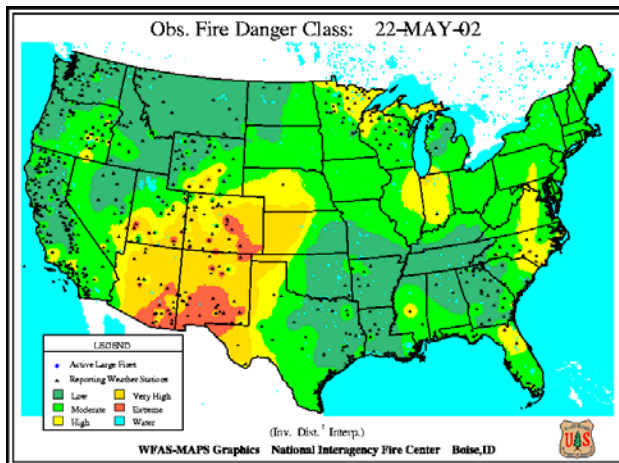 Obs. Fire Danger Class: 22-MAY-02
LEGEND
Active Large Fires
Reporting Weather Stations
Low
Very High
Moderate
Extreme
High
Water
(Inv. Dist.² Interp.)
WFAS-MAPS Graphics National Interagency Fire Center Boise,ID
U S